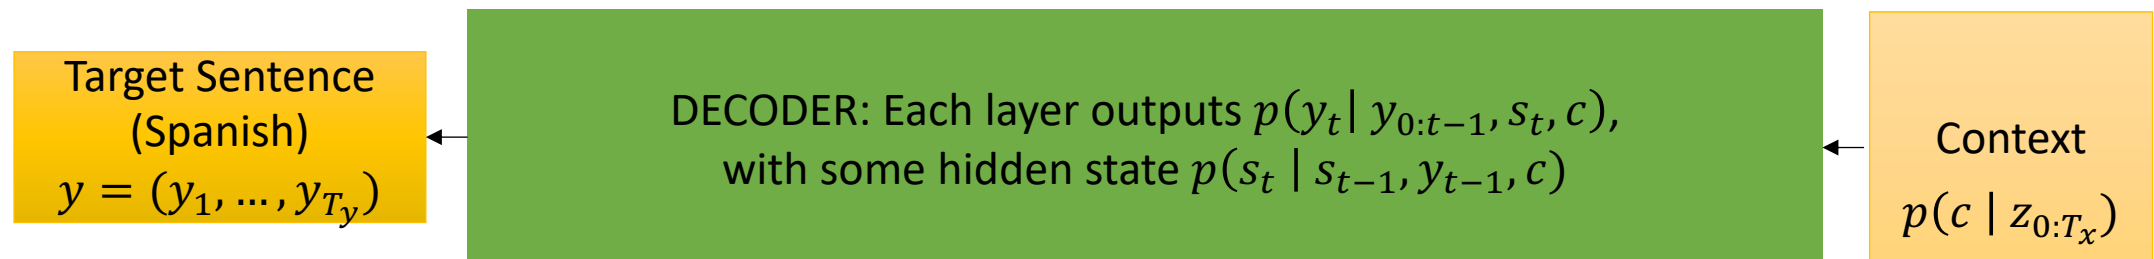 Target Sentence
(Spanish)
y = (y₁, … , y_{T_y})
DECODER: Each layer outputs p(y_t| y_{0:t−1}, s_t, c),
with some hidden state p(s_t | s_{t−1}, y_{t−1}, c)
Context
p(c | z_{0:T_x})